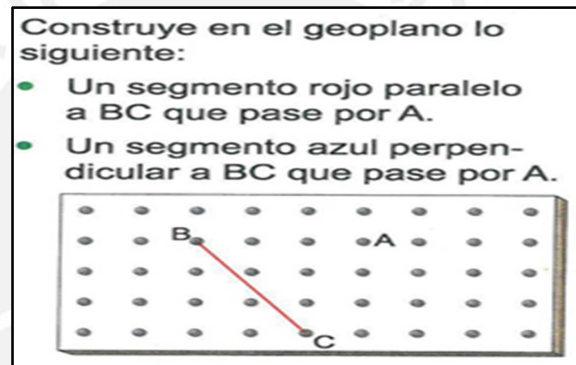 Construye en el geoplano lo
siguiente:
• Un segmento rojo paralelo
a BC que pase por A.
• Un segmento azul perpen-
dicular a BC que pase por A.
B
A
C